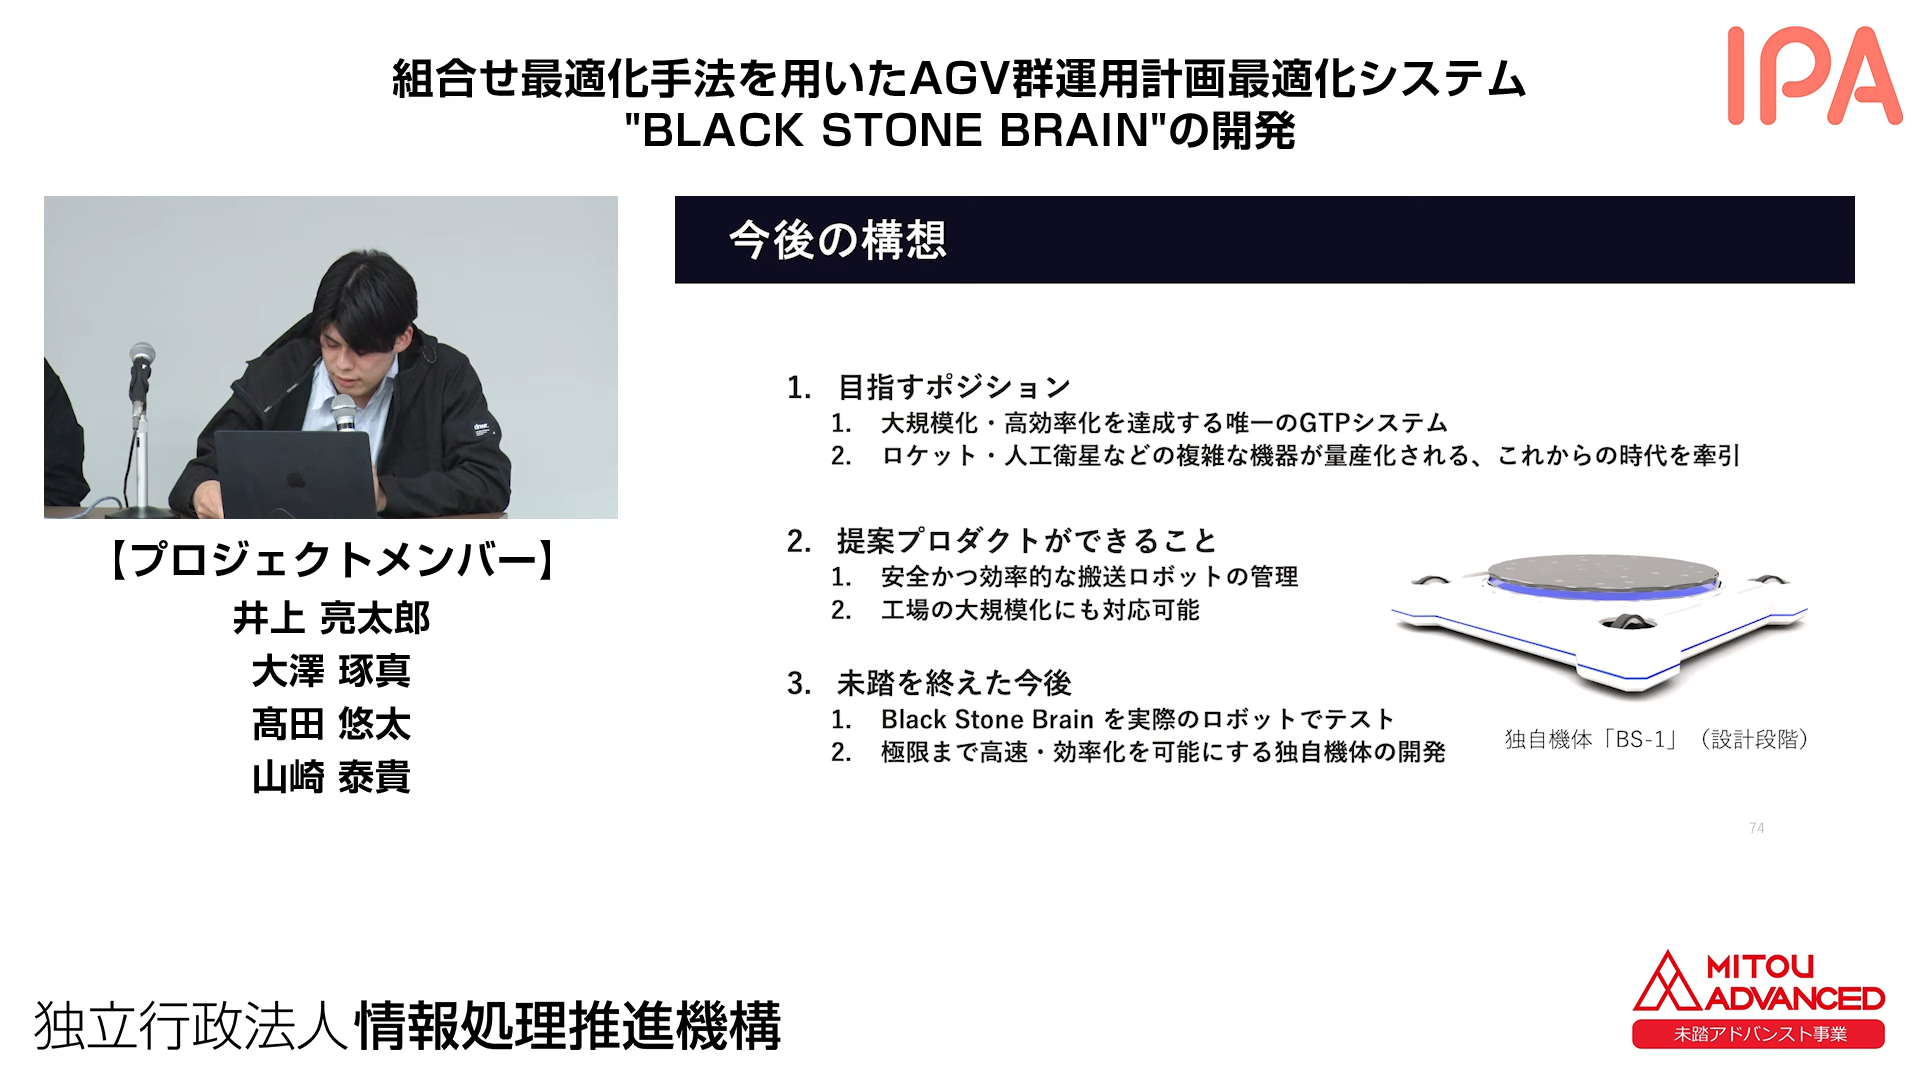 組合せ最適化手法を用いたAGV群運用計画最適化システム
"BLACK STONE BRAIN"の開発
IPA
今後の構想
1. 目指すポジション
1. 大規模化・高効率化を達成する唯一のGTPシステム
2. ロケット・人工衛星などの複雑な機器が量産化される、これからの時代を牽引
2. 提案プロダクトができること
1. 安全かつ効率的な搬送ロボットの管理
2. 工場の大規模化にも対応可能
3. 未踏を終えた今後
1. Black Stone Brain を実際のロボットでテスト
2. 極限まで高速・効率化を可能にする独自機体の開発
独自機体「BS-1」（設計段階）
74
【プロジェクトメンバー】
井上 亮太郎
大澤 琢真
髙田 悠太
山崎 泰貴
独立行政法人情報処理推進機構
MITOU
ADVANCED
未踏アドバンスト事業